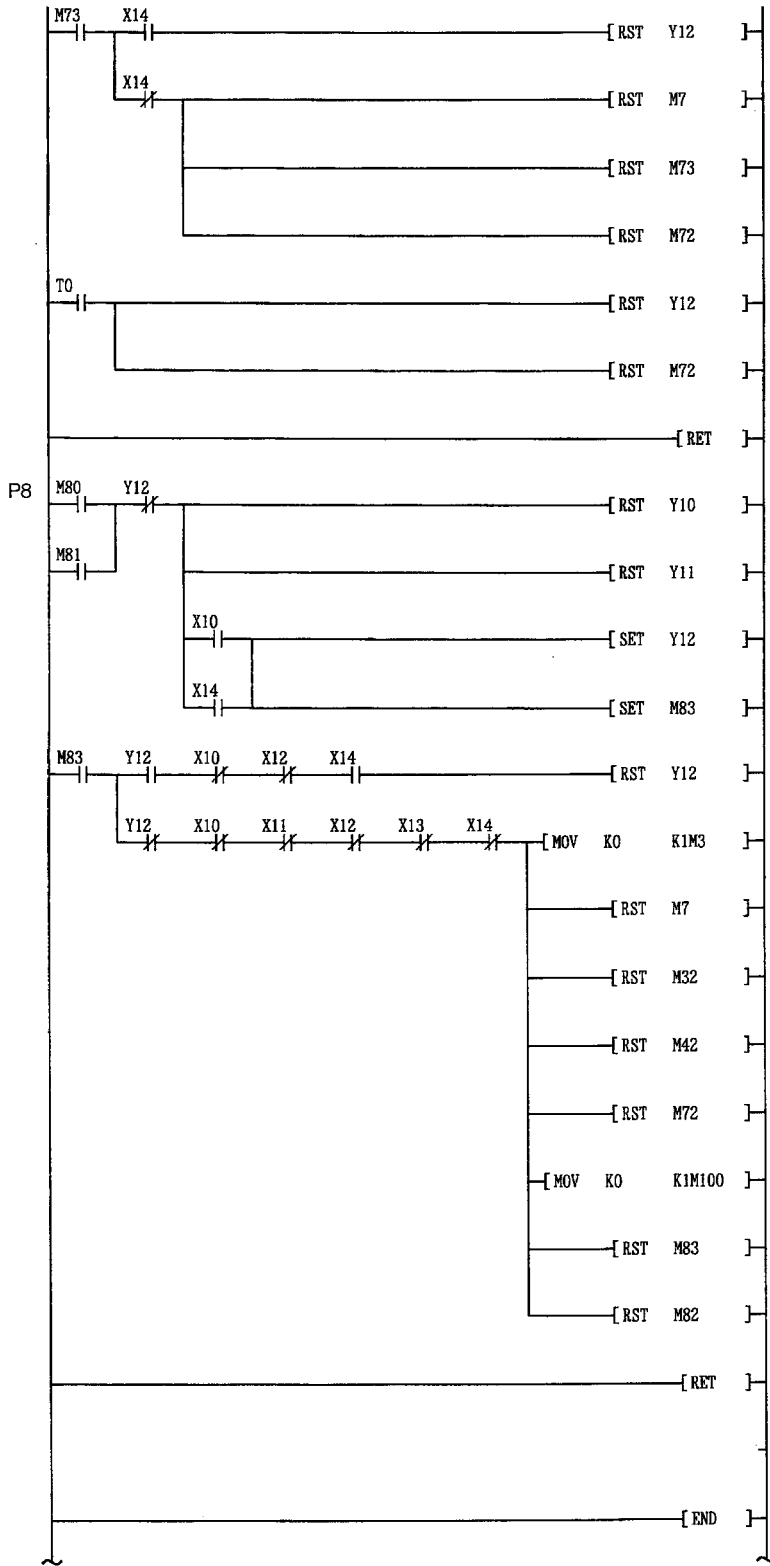 M73 X14 [ RST Y12 ]
X14 [ RST M7 ]
[ RST M73 ]
[ RST M72 ]
T0 [ RST Y12 ]
[ RST M72 ]
[ RET ]
P8 M80 Y12 [ RST Y10 ]
M81 [ RST Y11 ]
X10 [ SET Y12 ]
X14 [ SET M83 ]
M83 Y12 X10 X12 X14 [ RST Y12 ]
Y12 X10 X11 X12 X13 X14 [ MOV K0 K1M3 ]
[ RST M7 ]
[ RST M32 ]
[ RST M42 ]
[ RST M72 ]
[ MOV K0 K1M100 ]
[ RST M83 ]
[ RST M82 ]
[ RET ]
[ END ]